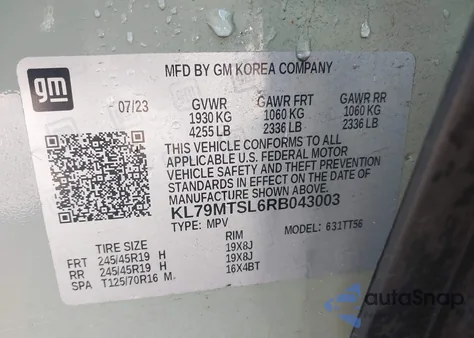 gm
MFD BY GM KOREA COMPANY
07/23 GVWR GAWR FRT GAWR RR
1930 KG 1060 KG 1060 KG
4255 LB 2336 LB 2336 LB
THIS VEHICLE CONFORMS TO ALL
APPLICABLE U.S. FEDERAL MOTOR
VEHICLE SAFETY AND THEFT PREVENTION
STANDARDS IN EFFECT ON THE DATE OF
MANUFACTURE SHOWN ABOVE.
KL79MTSL6RB043003
TYPE: MPV MODEL: 631TT56
TIRE SIZE RIM
FRT 245/45R19 H 19X8J
RR 245/45R19 H 19X8J
SPA T125/70R16 M 16X4BT
autoSnap